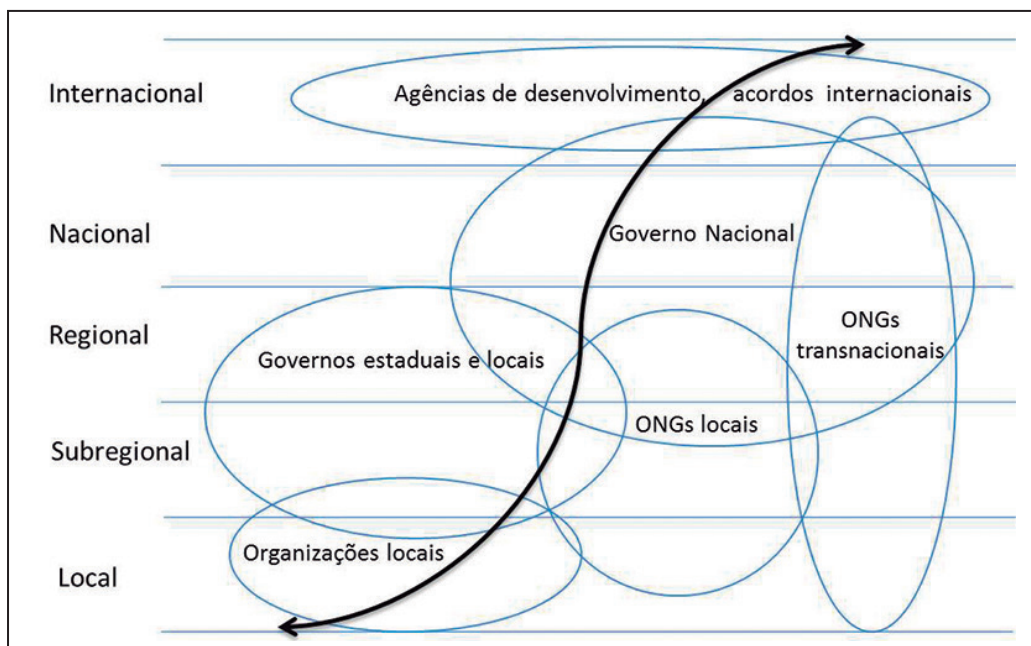 Internacional
Agências de desenvolvimento, acordos internacionais
Nacional
Governo Nacional
Regional
Governos estaduais e locais
ONGs
transnacionais
Subregional
ONGs locais
Organizações locais
Local